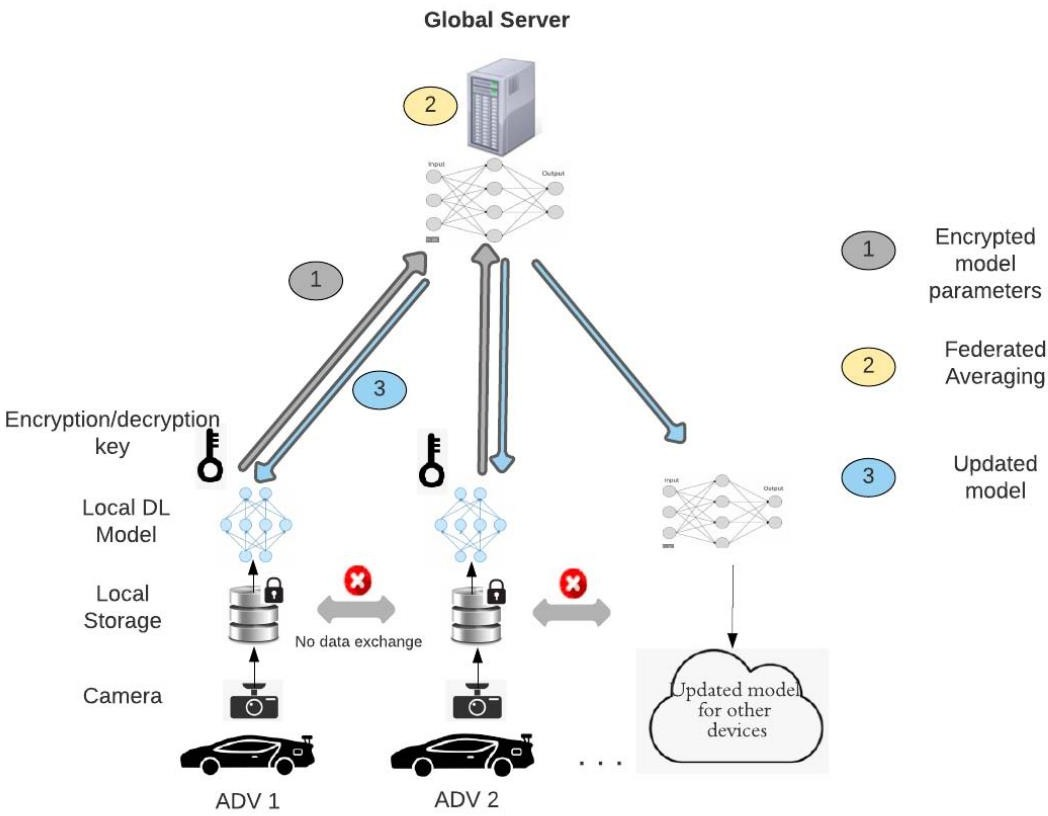 Global Server
2
Input
Output
1
3
1
Encrypted
model
parameters
2
Federated
Averaging
3
Updated
model
Encryption/decryption
key
Local DL
Model
Local
Storage
No data exchange
Camera
ADV 1
ADV 2
. . .
Input
Output
Updated model
for other
devices